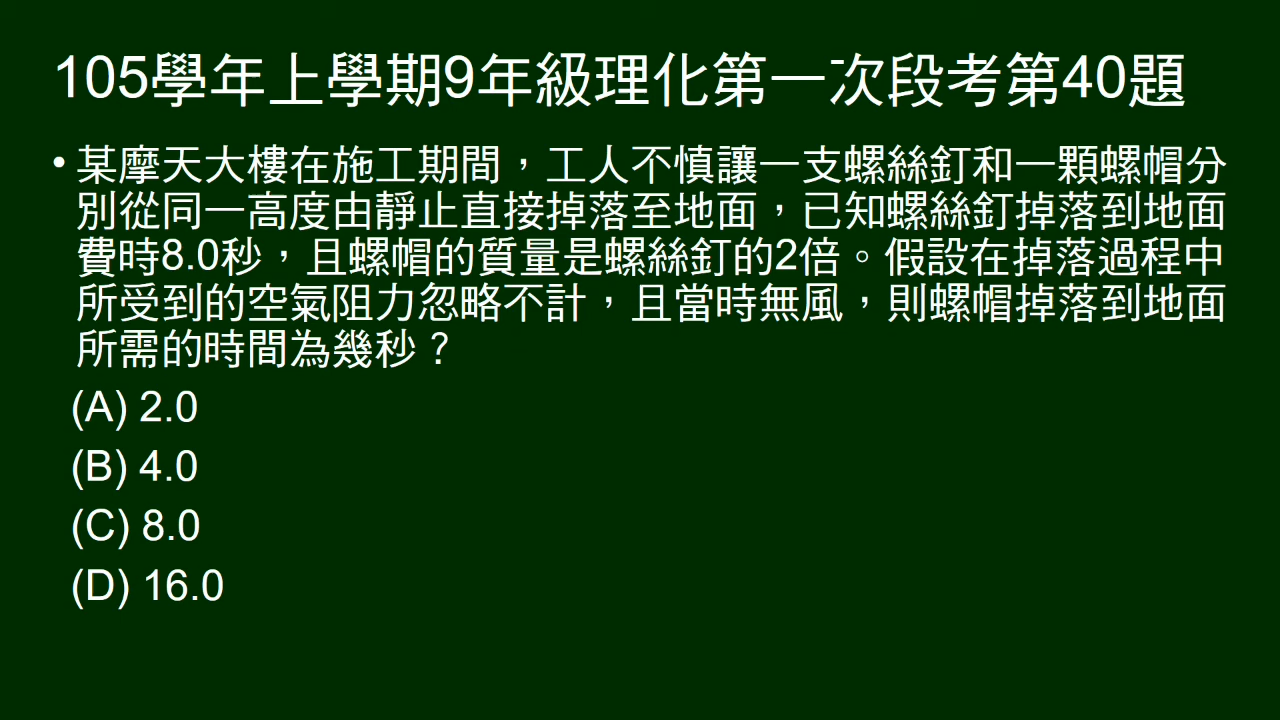 105學年上學期9年級理化第一次段考第40題
• 某摩天大樓在施工期間，工人不慎讓一支螺絲釘和一顆螺帽分
別從同一高度由靜止直接掉落至地面，已知螺絲釘掉落到地面
費時8.0秒，且螺帽的質量是螺絲釘的2倍。假設在掉落過程中
所受到的空氣阻力忽略不計，且當時無風，則螺帽掉落到地面
所需的時間為幾秒？
(A) 2.0
(B) 4.0
(C) 8.0
(D) 16.0